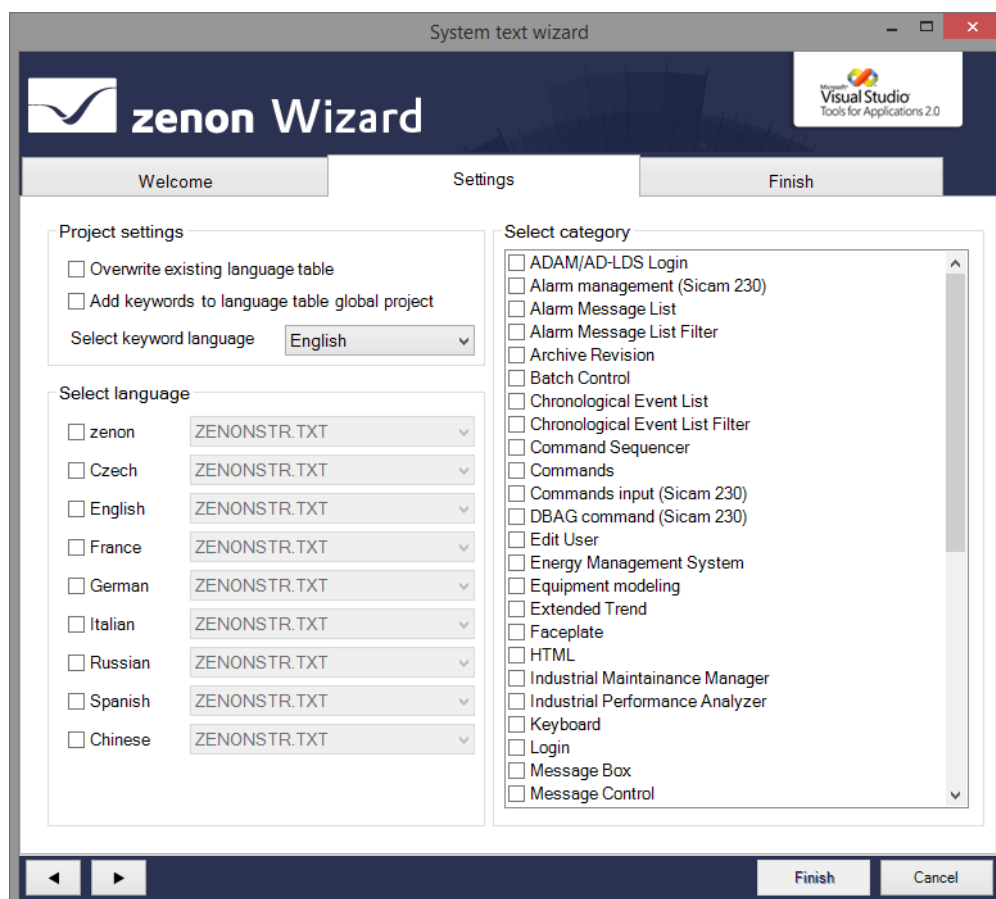 System text wizard
zenon Wizard
Microsoft
Visual Studio
Tools for Applications 2.0
Welcome
Settings
Finish
Project settings
Overwrite existing language table
Add keywords to language table global project
Select keyword language English
Select language
zenon ZENONSTR.TXT
Czech ZENONSTR.TXT
English ZENONSTR.TXT
France ZENONSTR.TXT
German ZENONSTR.TXT
Italian ZENONSTR.TXT
Russian ZENONSTR.TXT
Spanish ZENONSTR.TXT
Chinese ZENONSTR.TXT
Select category
ADAM/AD-LDS Login
Alarm management (Sicam 230)
Alarm Message List
Alarm Message List Filter
Archive Revision
Batch Control
Chronological Event List
Chronological Event List Filter
Command Sequencer
Commands
Commands input (Sicam 230)
DBAG command (Sicam 230)
Edit User
Energy Management System
Equipment modeling
Extended Trend
Faceplate
HTML
Industrial Maintainance Manager
Industrial Performance Analyzer
Keyboard
Login
Message Box
Message Control
Finish
Cancel